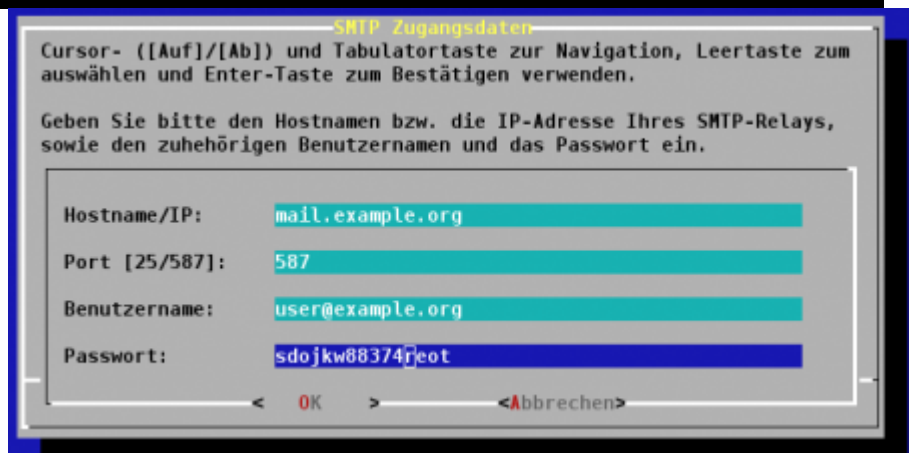 SMTP Zugangsdaten
Cursor- ([Auf]/[Ab]) und Tabulatortaste zur Navigation, Leertaste zum
auswählen und Enter-Taste zum Bestätigen verwenden.
Geben Sie bitte den Hostnamen bzw. die IP-Adresse Ihres SMTP-Relays,
sowie den zuhehörigen Benutzernamen und das Passwort ein.
Hostname/IP: mail.example.org
Port [25/587]: 587
Benutzername: user@example.org
Passwort: sdojkw88374reot
< OK > <Abbrechen>